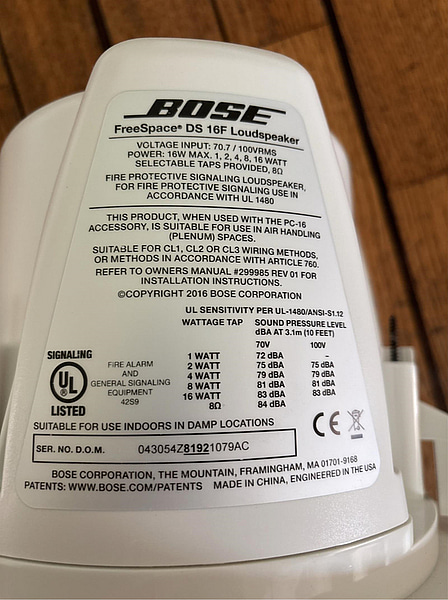 BOSE
FreeSpace® DS 16F Loudspeaker
VOLTAGE INPUT: 70.7 / 100VRMS
POWER: 16W MAX. 1, 2, 4, 8, 16 WATT
SELECTABLE TAPS PROVIDED, 8Ω
FIRE PROTECTIVE SIGNALING LOUDSPEAKER,
FOR FIRE PROTECTIVE SIGNALING USE IN
ACCORDANCE WITH UL 1480
THIS PRODUCT, WHEN USED WITH THE PC-16
ACCESSORY, IS SUITABLE FOR USE IN AIR HANDLING
(PLENUM) SPACES.
SUITABLE FOR CL1, CL2 OR CL3 WIRING METHODS,
OR METHODS IN ACCORDANCE WITH ARTICLE 760.
REFER TO OWNERS MANUAL #299985 REV 01 FOR
INSTALLATION INSTRUCTIONS.
©COPYRIGHT 2016 BOSE CORPORATION
UL SENSITIVITY PER UL-1480/ANSI-S1.12
WATTAGE TAP SOUND PRESSURE LEVEL
dBA AT 3.1m (10 FEET)
70V 100V
1 WATT 72 dBA –
2 WATT 75 dBA 75 dBA
4 WATT 79 dBA 79 dBA
8 WATT 81 dBA 81 dBA
16 WATT 83 dBA 83 dBA
8Ω 84 dBA
SIGNALING
UL
LISTED
FIRE ALARM
AND
GENERAL SIGNALING
EQUIPMENT
42S9
CE
SUITABLE FOR USE INDOORS IN DAMP LOCATIONS
SER. NO. D.O.M. 043054Z81921079AC
BOSE CORPORATION, THE MOUNTAIN, FRAMINGHAM, MA 01701-9168
PATENTS: WWW.BOSE.COM/PATENTS MADE IN CHINA, ENGINEERED IN THE USA